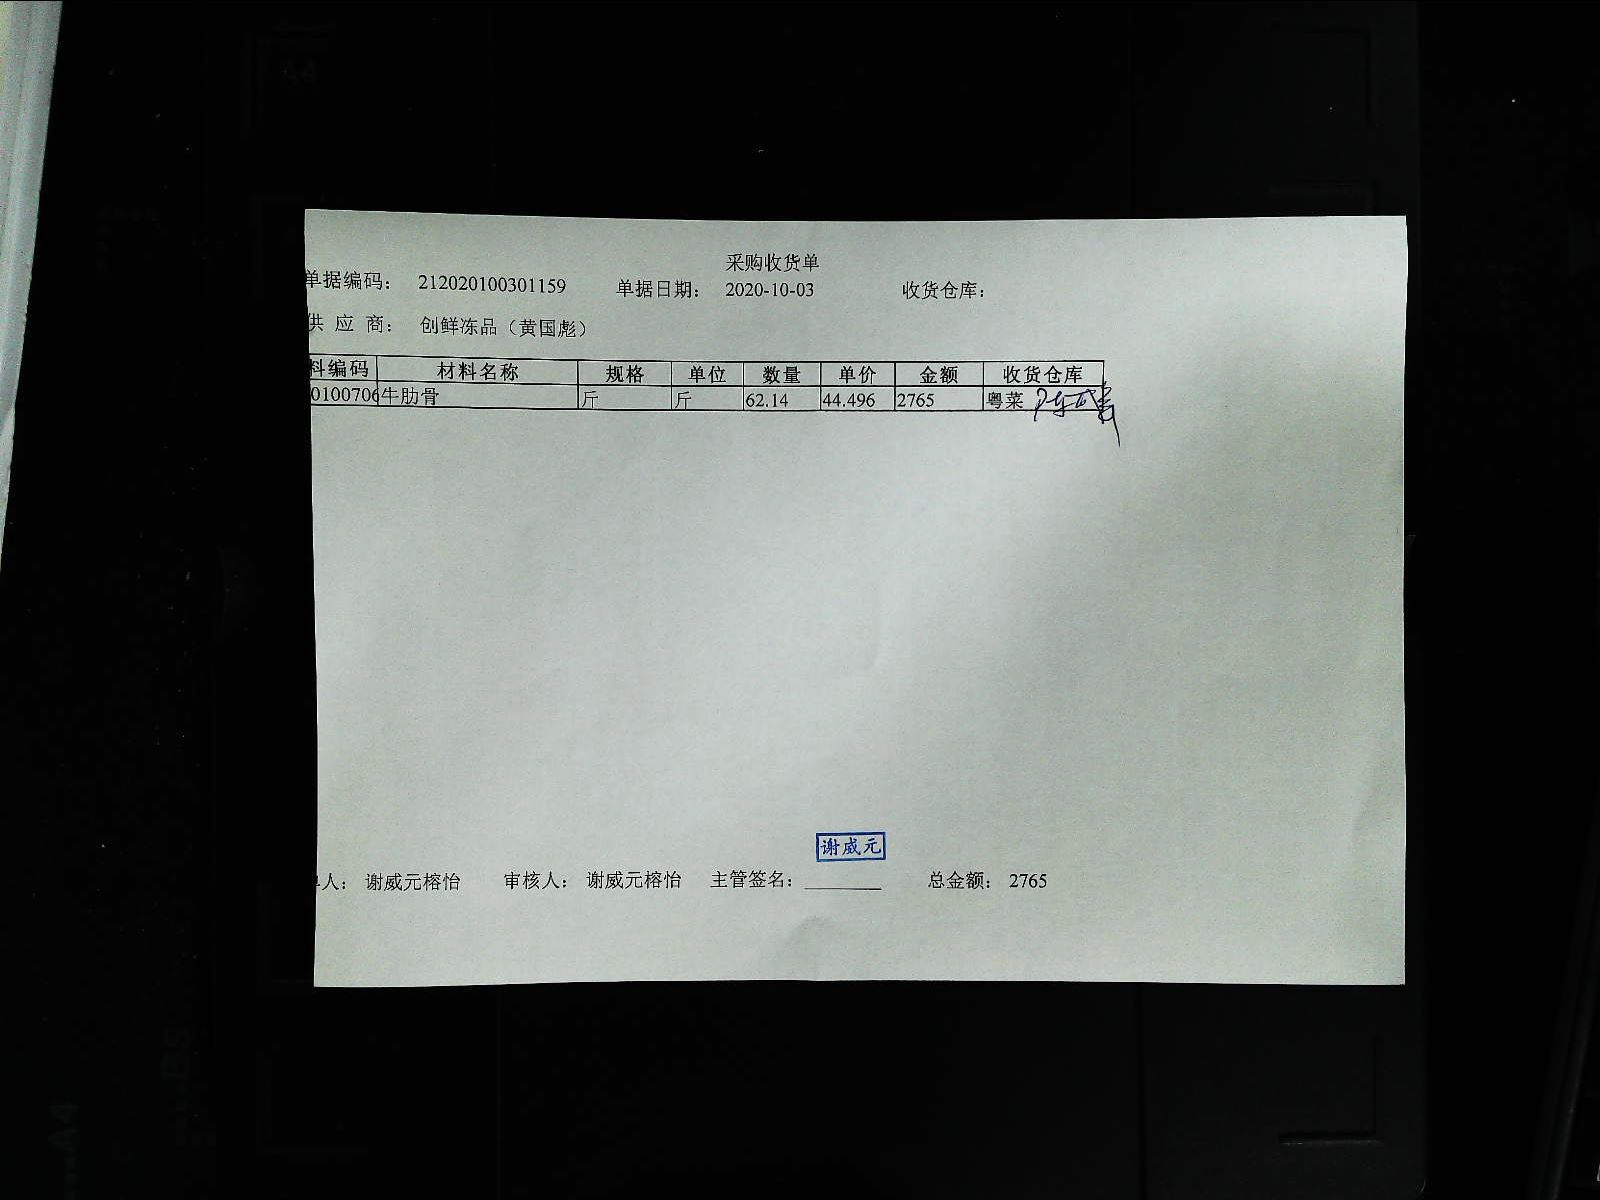 采购收货单
单据编码: 212020100301159 单据日期: 2020-10-03 收货仓库:
供 应 商: 创鲜冻品（黄国彪）
料编码 材料名称 规格 单位 数量 单价 金额 收货仓库
0100706 牛肋骨 斤 斤 62.14 44.496 2765 粤菜
谢威元
人: 谢威元榕怡 审核人: 谢威元榕怡 主管签名: 总金额: 2765